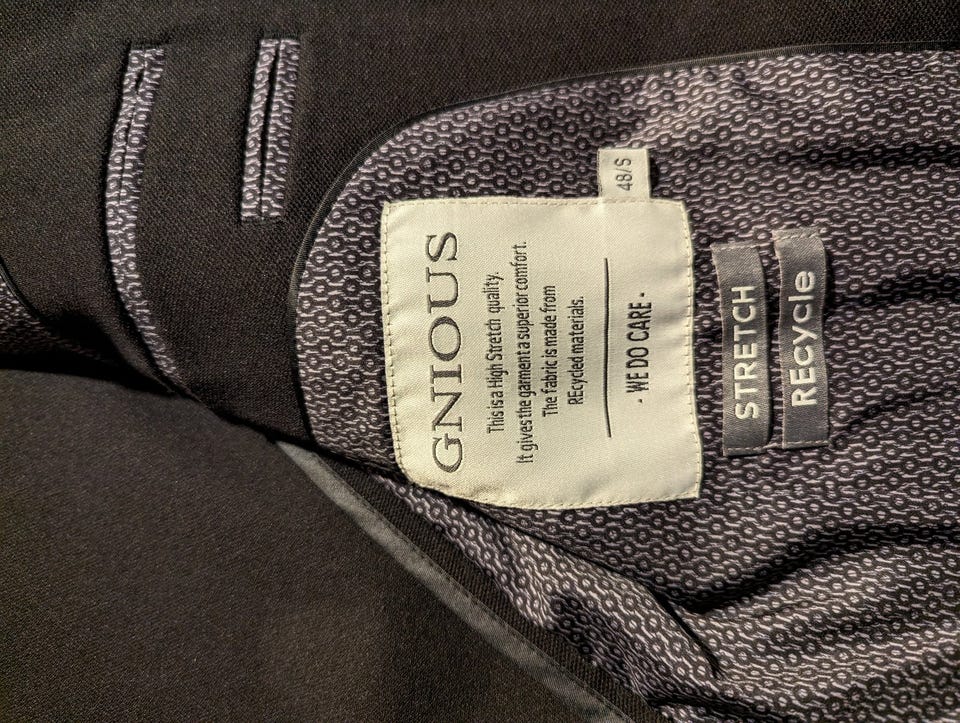 48/S
GNIOUS
This is a High Stretch quality.
It gives the garment a superior comfort.
The fabric is made from
REcycled materials.
- WE DO CARE -
STRETCH
REcycle